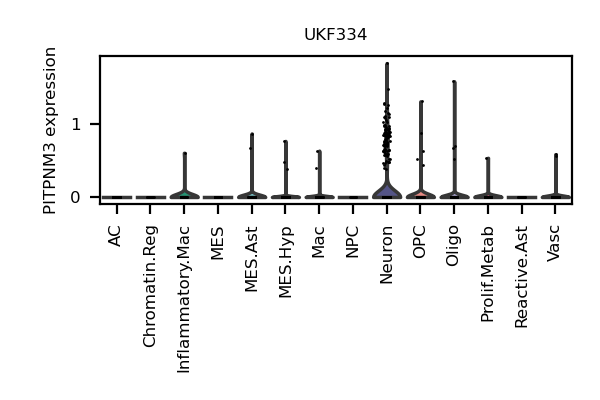 UKF334
PITPNM3 expression
1
0
AC
Chromatin.Reg
Inflammatory.Mac
MES
MES.Ast
MES.Hyp
Mac
NPC
Neuron
OPC
Oligo
Prolif.Metab
Reactive.Ast
Vasc